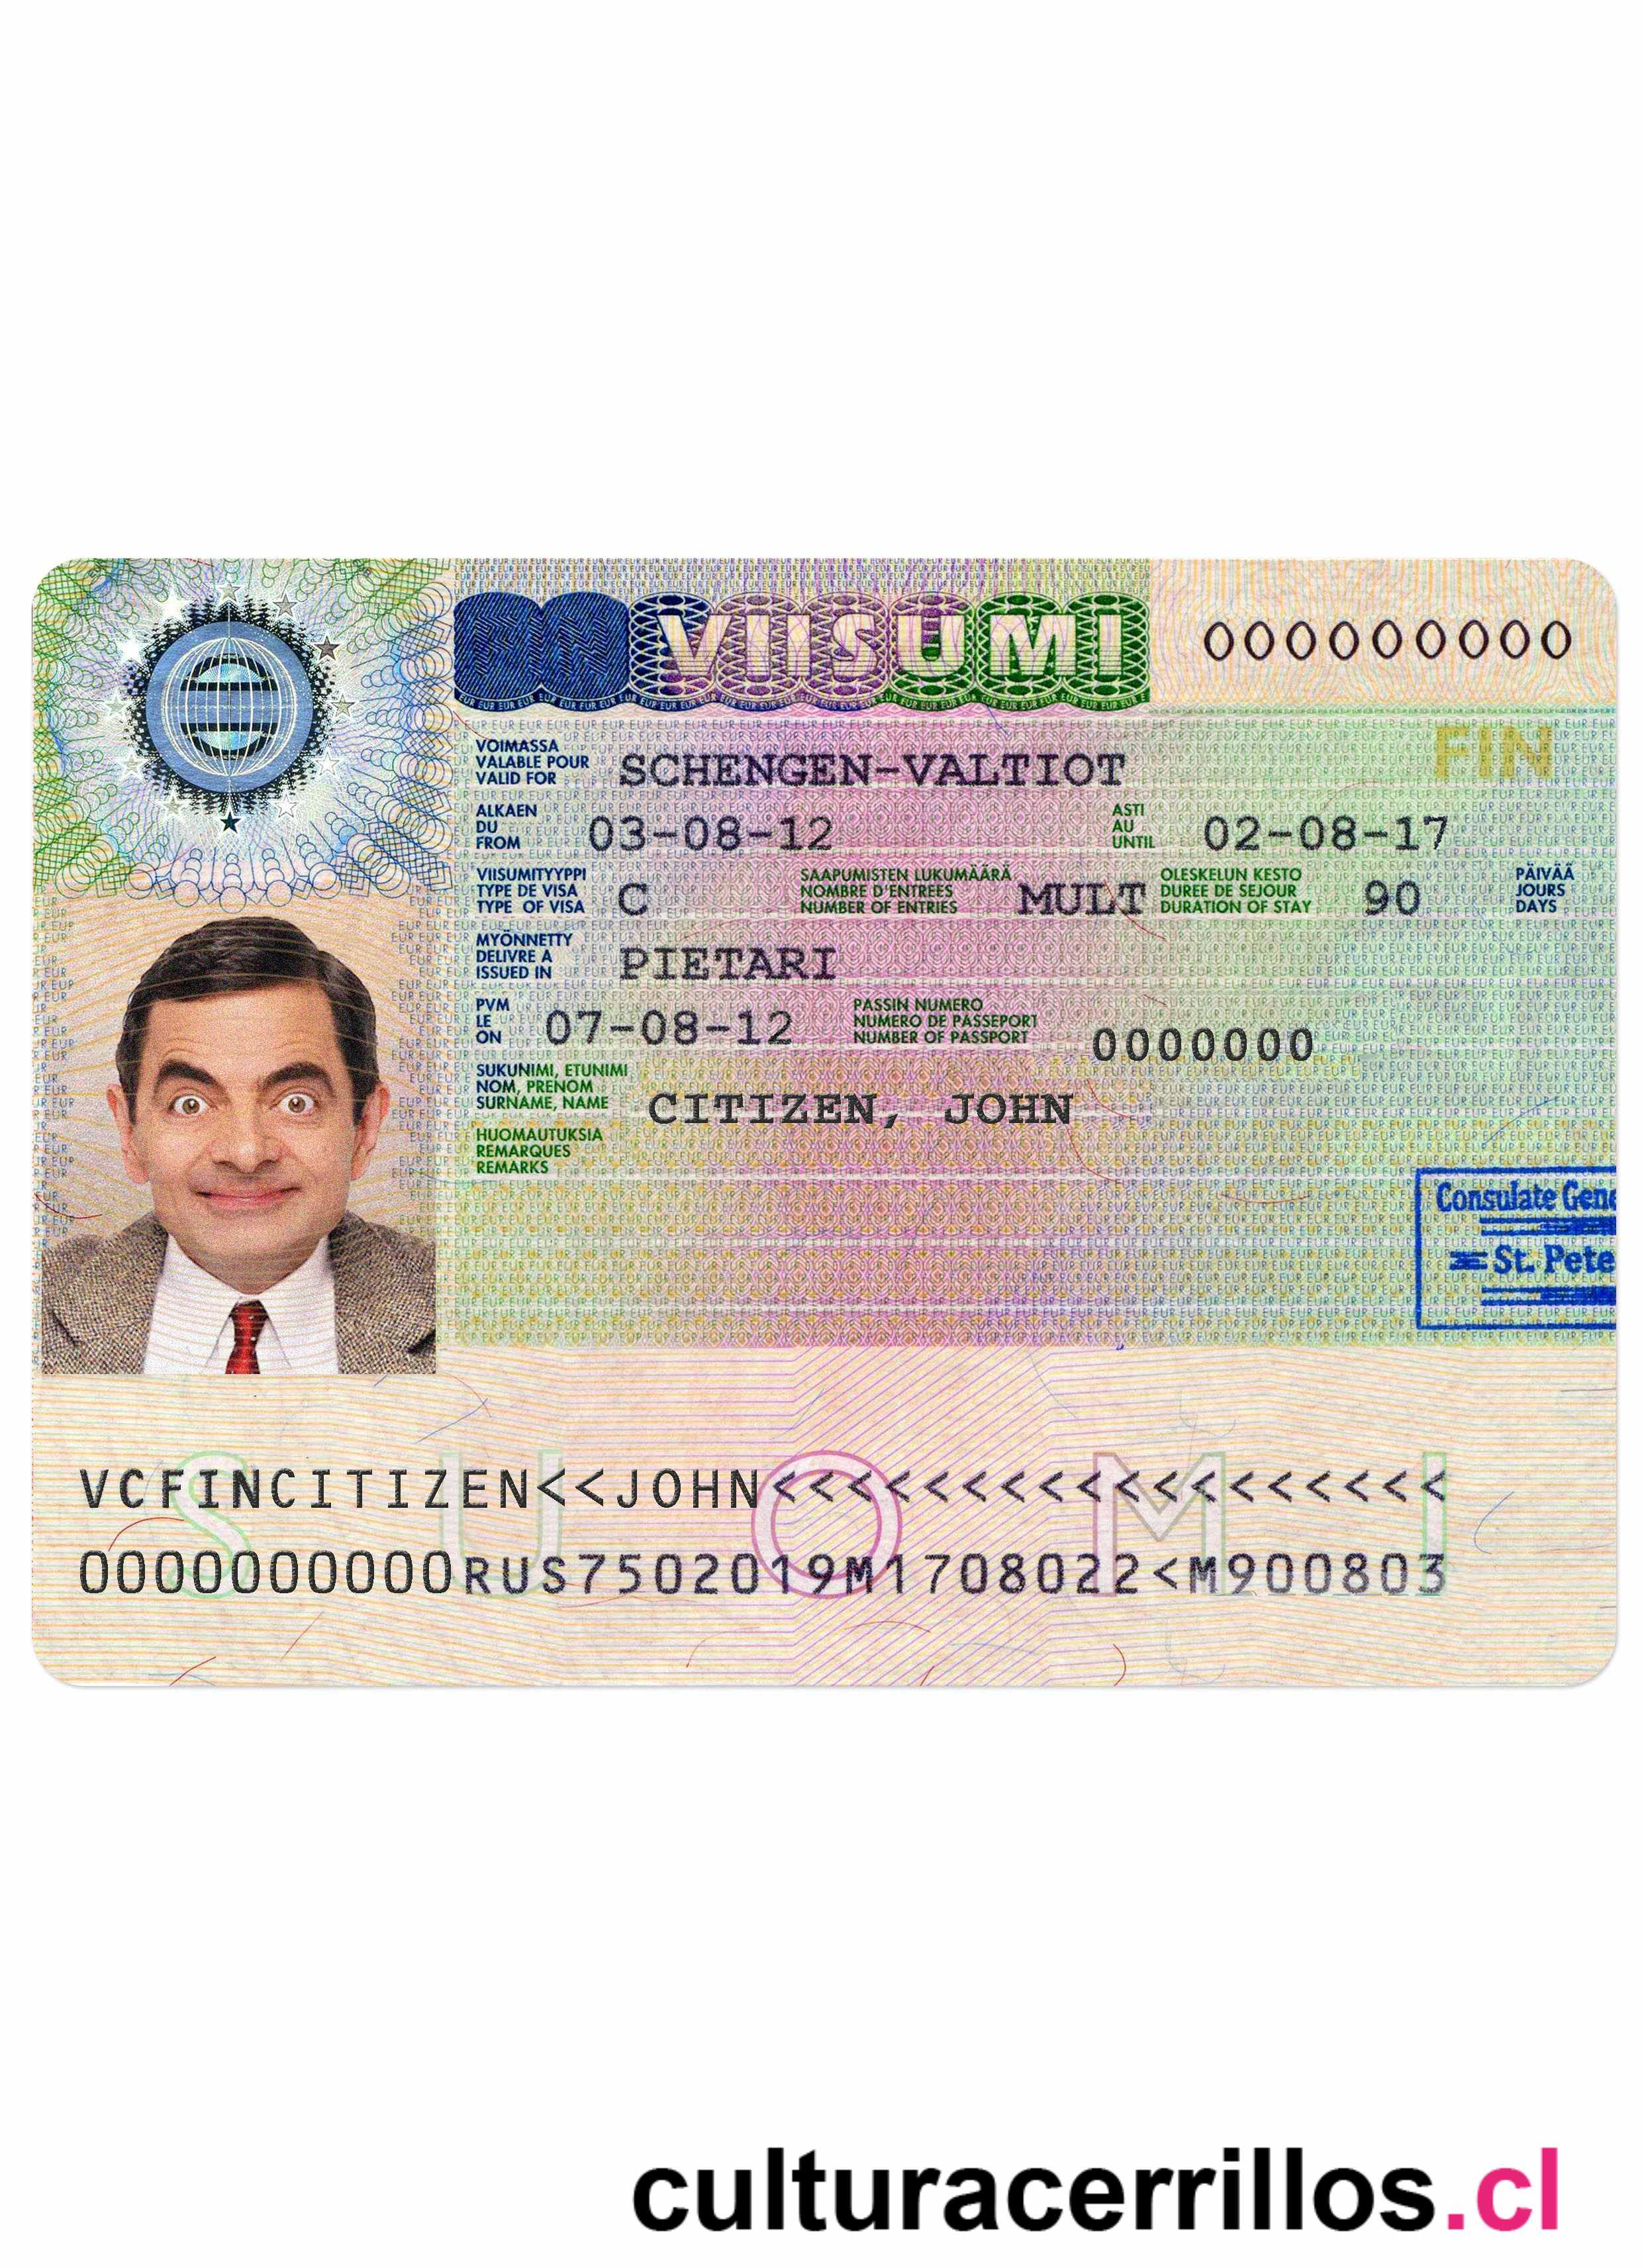 VIISUMI
000000000
FIN
VOIMASSA
VALABLE POUR
VALID FOR
SCHENGEN-VALTIOT
ALKAEN
DU
FROM
03-08-12
ASTI
AU
UNTIL
02-08-17
VIISUMITYYPPI
TYPE DE VISA
TYPE OF VISA
C
SAAPUMISTEN LUKUMÄÄRÄ
NOMBRE D'ENTREES
NUMBER OF ENTRIES
MULT
OLESKELUN KESTO
DUREE DE SEJOUR
DURATION OF STAY
90
PÄIVÄÄ
JOURS
DAYS
MYÖNNETTY
DELIVRE A
ISSUED IN
PIETARI
PVM
LE
ON
07-08-12
PASSIN NUMERO
NUMERO DE PASSEPORT
NUMBER OF PASSPORT
0000000
SUKUNIMI, ETUNIMI
NOM, PRENOM
SURNAME, NAME
CITIZEN, JOHN
HUOMAUTUKSIA
REMARQUES
REMARKS
Consulate Gene
St. Pete
SUOMI
VCFINCITIZEN<<JOHN<<<<<<<<<<<<<<<<<<
0000000000RUS7502019M1708022<M900803
culturacerrillos.cl